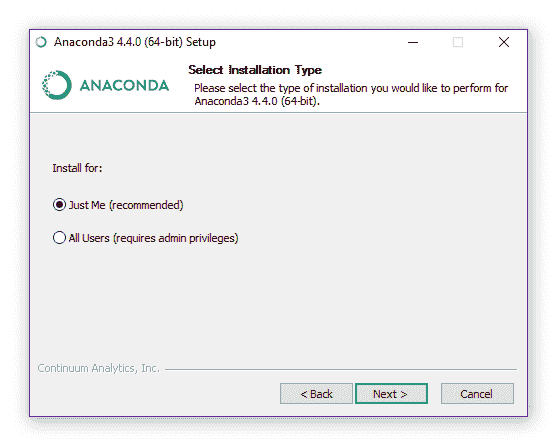 Anaconda3 4.4.0 (64-bit) Setup
ANACONDA
Select Installation Type
Please select the type of installation you would like to perform for
Anaconda3 4.4.0 (64-bit).
Install for:
Just Me (recommended)
All Users (requires admin privileges)
Continuum Analytics, Inc.
< Back
Next >
Cancel